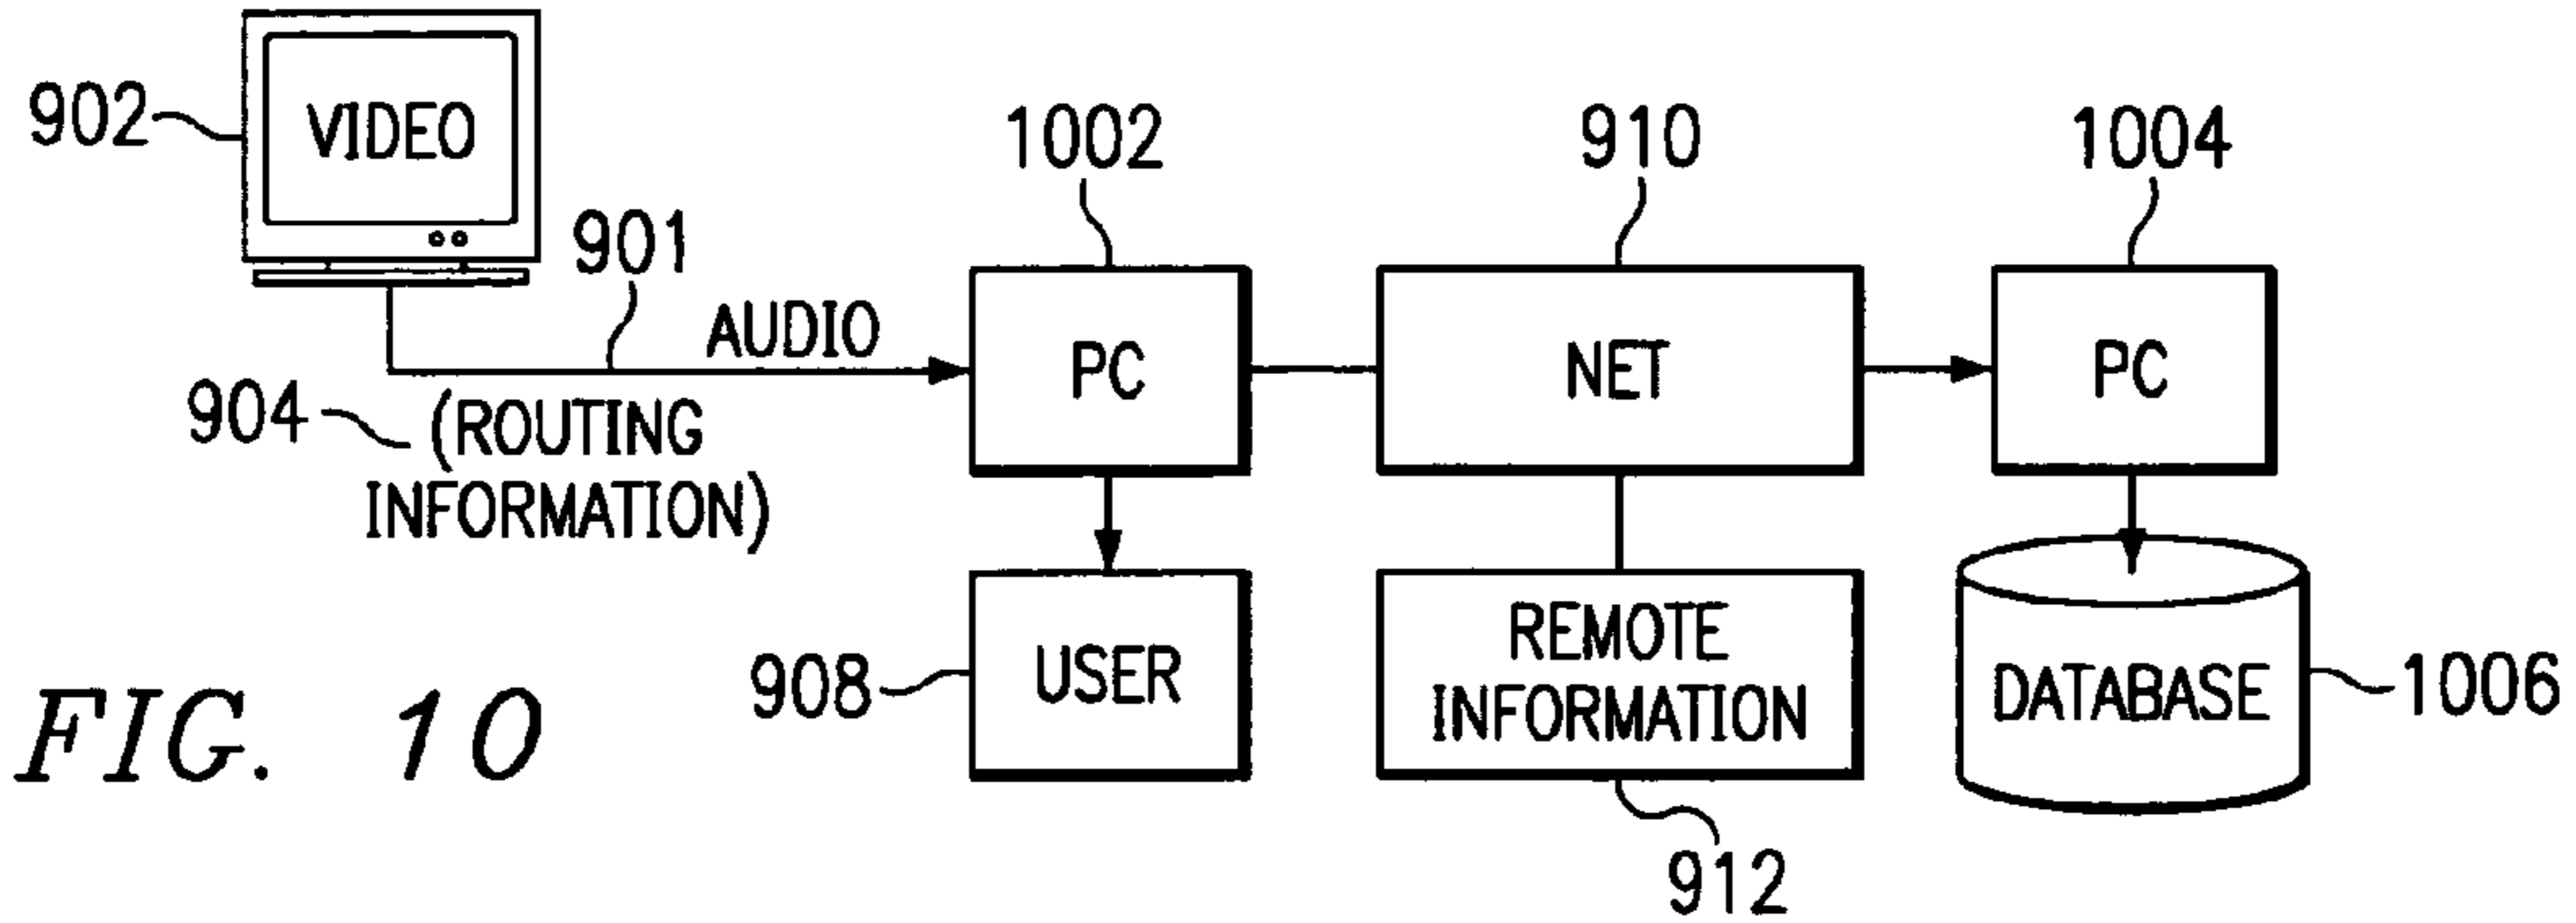 902
VIDEO
901
AUDIO
904
(ROUTING
INFORMATION)
1002
PC
910
NET
1004
PC
908
USER
REMOTE
INFORMATION
912
DATABASE
1006
FIG. 10